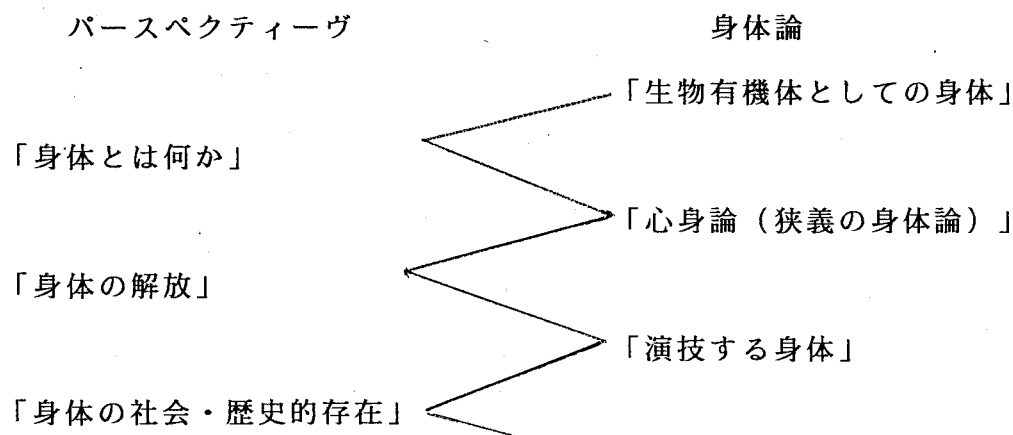 パースペクティーヴ 身体論
「生物有機体としての身体」
「身体とは何か」
「心身論（狭義の身体論）」
「身体の解放」
「演技する身体」
「身体の社会・歴史的存在」